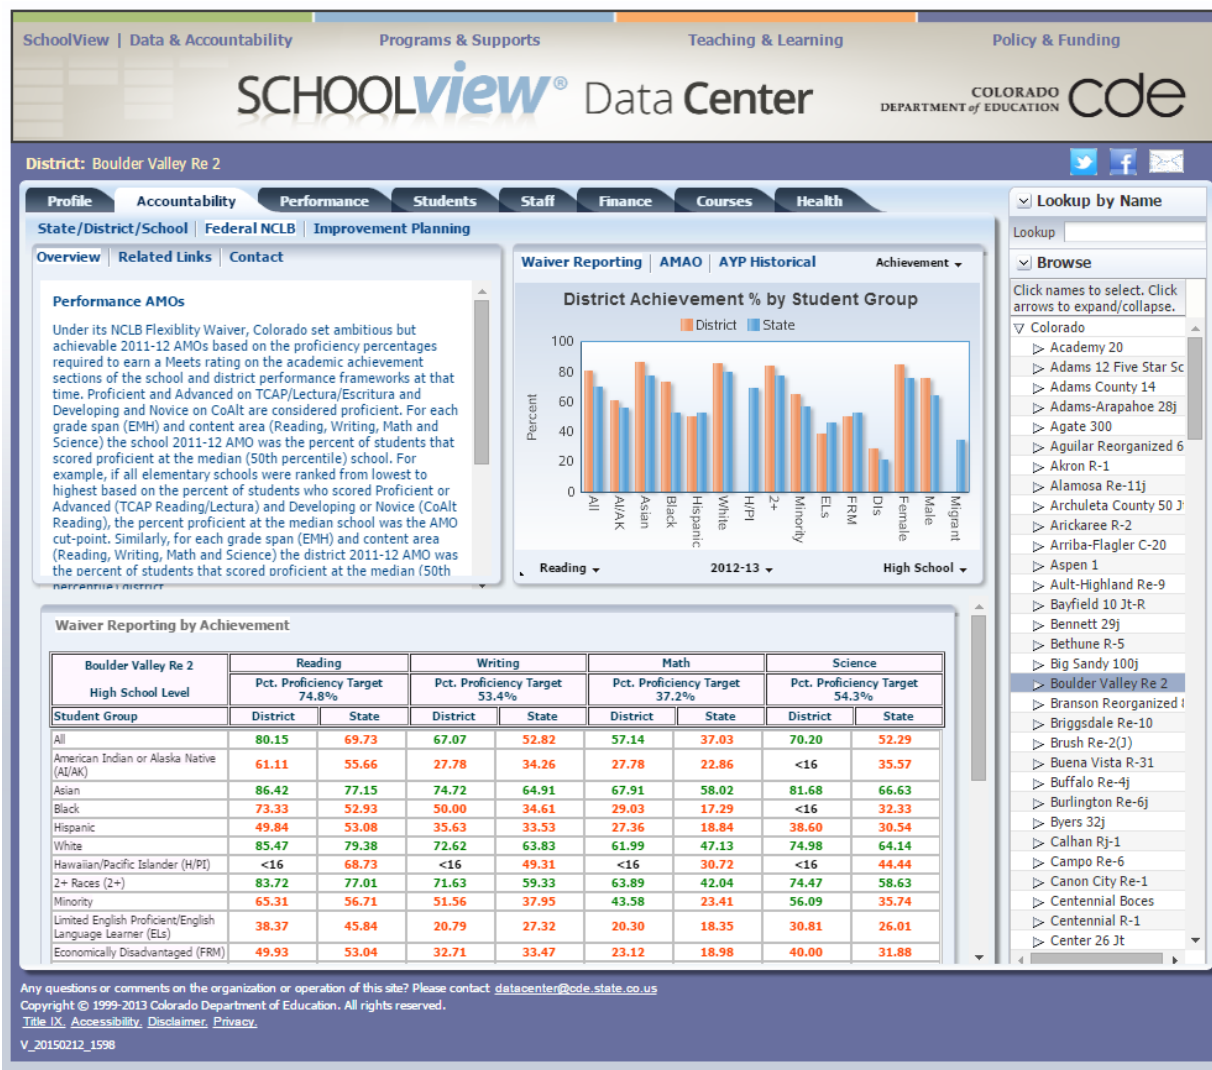 SchoolView | Data & Accountability Programs & Supports Teaching & Learning Policy & Funding
SCHOOLVIEW® Data Center
COLORADO DEPARTMENT of EDUCATION cde
District: Boulder Valley Re 2
Profile Accountability Performance Students Staff Finance Courses Health
State/District/School | Federal NCLB | Improvement Planning
Overview | Related Links | Contact
Performance AMOs
Under its NCLB Flexiblity Waiver, Colorado set ambitious but
achievable 2011-12 AMOs based on the proficiency percentages
required to earn a Meets rating on the academic achievement
sections of the school and district performance frameworks at that
time. Proficient and Advanced on TCAP/Lectura/Escritura and
Developing and Novice on CoAlt are considered proficient. For each
grade span (EMH) and content area (Reading, Writing, Math and
Science) the school 2011-12 AMO was the percent of students that
scored proficient at the median (50th percentile) school. For
example, if all elementary schools were ranked from lowest to
highest based on the percent of students who scored Proficient or
Advanced (TCAP Reading/Lectura) and Developing or Novice (CoAlt
Reading), the percent proficient at the median school was the AMO
cut-point. Similarly, for each grade span (EMH) and content area
(Reading, Writing, Math and Science) the district 2011-12 AMO was
the percent of students that scored proficient at the median (50th
percentile) district.
Waiver Reporting | AMAO | AYP Historical Achievement
District Achievement % by Student Group
District State
Percent
100
80
60
40
20
0
All AI/AK Asian Black Hispanic White H/PI 2+ Minority ELs FRM DIs Female Male Migrant
Reading 2012-13 High School
Waiver Reporting by Achievement
Boulder Valley Re 2 Reading Writing Math Science
High School Level Pct. Proficiency Target 74.8% Pct. Proficiency Target 53.4% Pct. Proficiency Target 37.2% Pct. Proficiency Target 54.3%
Student Group District State District State District State District State
All 80.15 69.73 67.07 52.82 57.14 37.03 70.20 52.29
American Indian or Alaska Native (AI/AK) 61.11 55.66 27.78 34.26 27.78 22.86 <16 35.57
Asian 86.42 77.15 74.72 64.91 67.91 58.02 81.68 66.63
Black 73.33 52.93 50.00 34.61 29.03 17.29 <16 32.33
Hispanic 49.84 53.08 35.63 33.53 27.36 18.84 38.60 30.54
White 85.47 79.38 72.62 63.83 61.99 47.13 74.98 64.14
Hawaiian/Pacific Islander (H/PI) <16 68.73 <16 49.31 <16 30.72 <16 44.44
2+ Races (2+) 83.72 77.01 71.63 59.33 63.89 42.04 74.47 58.63
Minority 65.31 56.71 51.56 37.95 43.58 23.41 56.09 35.74
Limited English Proficient/English Language Learner (ELs) 38.37 45.84 20.79 27.32 20.30 18.35 30.81 26.01
Economically Disadvantaged (FRM) 49.93 53.04 32.71 33.47 23.12 18.98 40.00 31.88
Lookup by Name
Lookup
Browse
Click names to select. Click
arrows to expand/collapse.
Colorado
Academy 20
Adams 12 Five Star Sc
Adams County 14
Adams-Arapahoe 28j
Agate 300
Aguilar Reorganized 6
Akron R-1
Alamosa Re-11j
Archuleta County 50 J
Arickaree R-2
Arriba-Flagler C-20
Aspen 1
Ault-Highland Re-9
Bayfield 10 Jt-R
Bennett 29j
Bethune R-5
Big Sandy 100j
Boulder Valley Re 2
Branson Reorganized
Briggsdale Re-10
Brush Re-2(J)
Buena Vista R-31
Buffalo Re-4j
Burlington Re-6j
Byers 32j
Calhan Rj-1
Campo Re-6
Canon City Re-1
Centennial Boces
Centennial R-1
Center 26 Jt
Any questions or comments on the organization or operation of this site? Please contact datacenter@cde.state.co.us
Copyright © 1999-2013 Colorado Department of Education. All rights reserved.
Title IX. Accessibility. Disclaimer. Privacy.
V_20150212_1598